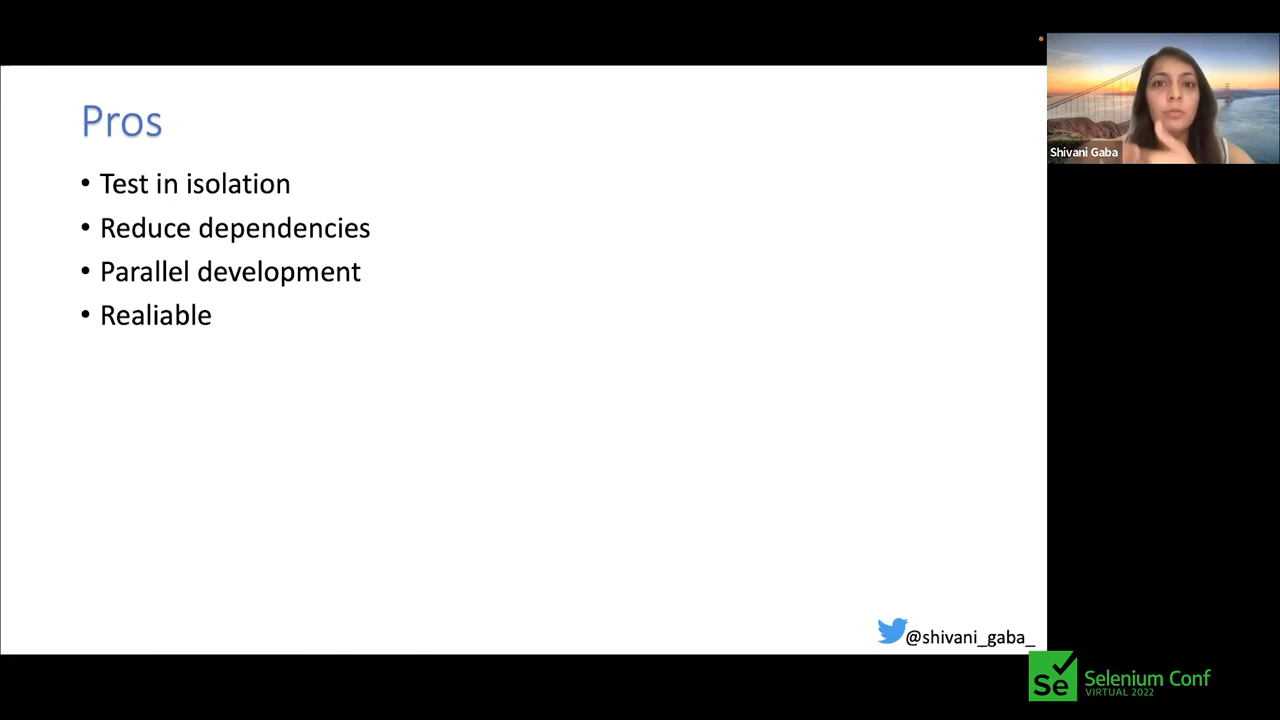 Pros
• Test in isolation
• Reduce dependencies
• Parallel development
• Realiable
@shivani_gaba_
Shivani Gaba
Se
Selenium Conf
VIRTUAL 2022